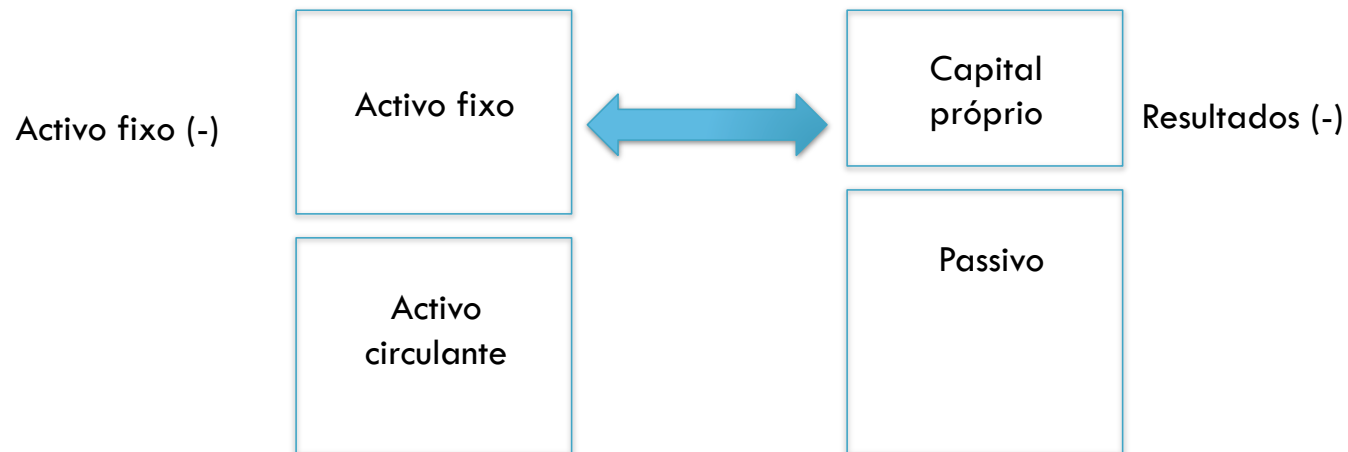 Activo fixo (-)
Activo fixo
Capital
próprio
Resultados (-)
Activo
circulante
Passivo